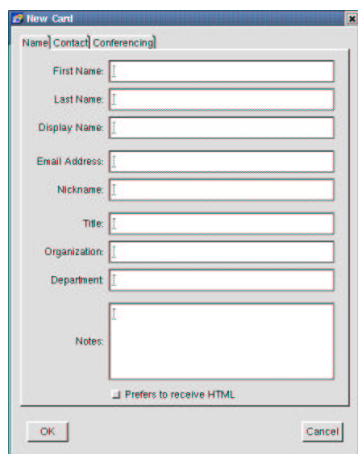 New Card
Name Contact Conferencing
First Name:
Last Name:
Display Name:
Email Address:
Nickname:
Title:
Organization:
Department:
Notes:
Prefers to receive HTML
OK Cancel